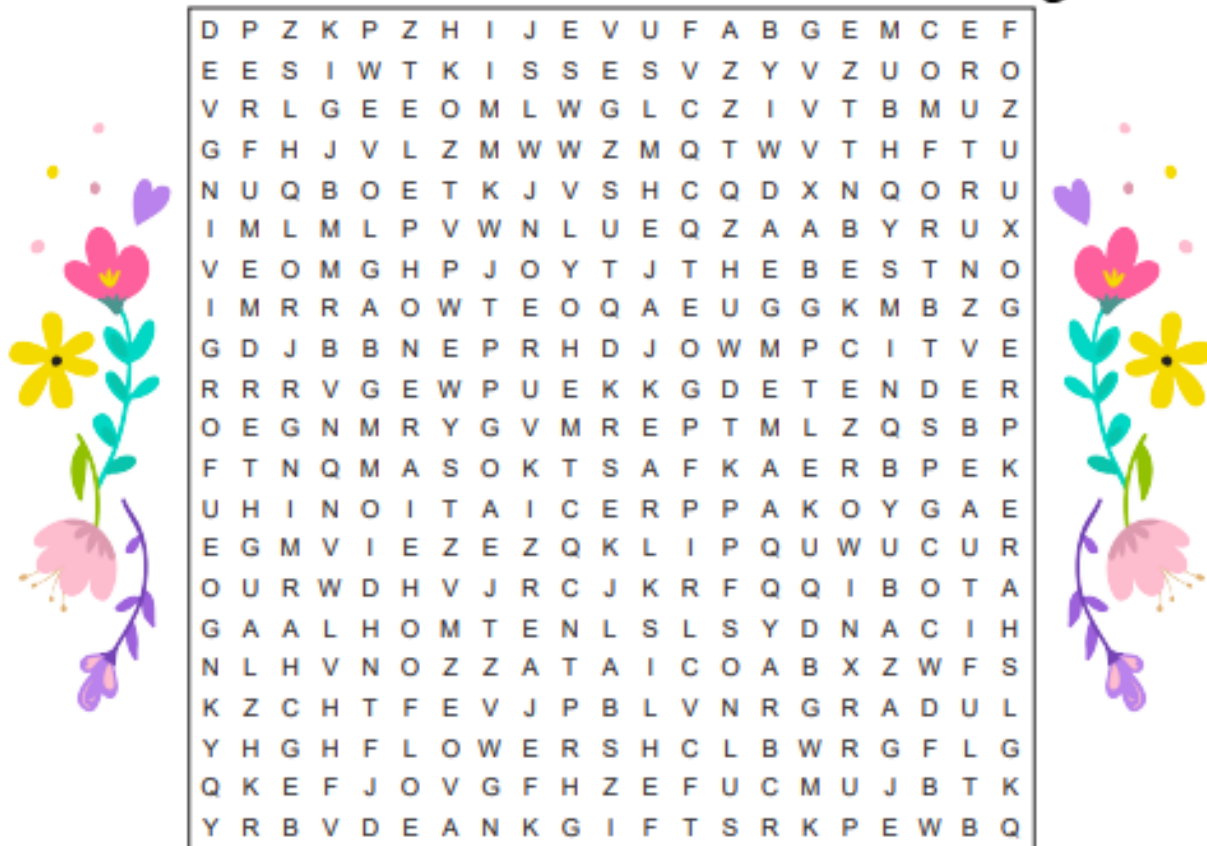 D P Z K P Z H I J E V U F A B G E M C E F
E E S I W T K I S S E S V Z Y V Z U O R O
V R L G E E O M L W G L C Z I V T B M U Z
G F H J V L Z M W W Z M Q T W V T H F T U
N U Q B O E T K J V S H C Q D X N Q O R U
I M L M L P V W N L U E Q Z A A B Y R U X
V E O M G H P J O Y T J T H E B E S T N O
I M R R A O W T E O Q A E U G G K M B Z G
G D J B B N E P R H D J O W M P C I T V E
R R R V G E W P U E K K G D E T E N D E R
O E G N M R Y G V M R E P T M L Z Q S B P
F T N Q M A S O K T S A F K A E R B P E K
U H I N O I T A I C E R P P A K O Y G A E
E G M V I E Z E Z Q K L I P Q U W U C U R
O U R W D H V J R C J K R F Q Q I B O T A
G A A L H O M T E N L S L S Y D N A C I H
N L H V N O Z Z A T A I C O A B X Z W F S
K Z C H T F E V J P B L V N R G R A D U L
Y H G H F L O W E R S H C L B W R G F L G
Q K E F J O V G F H Z E F U C M U J B T K
Y R B V D E A N K G I F T S R K P E W B Q